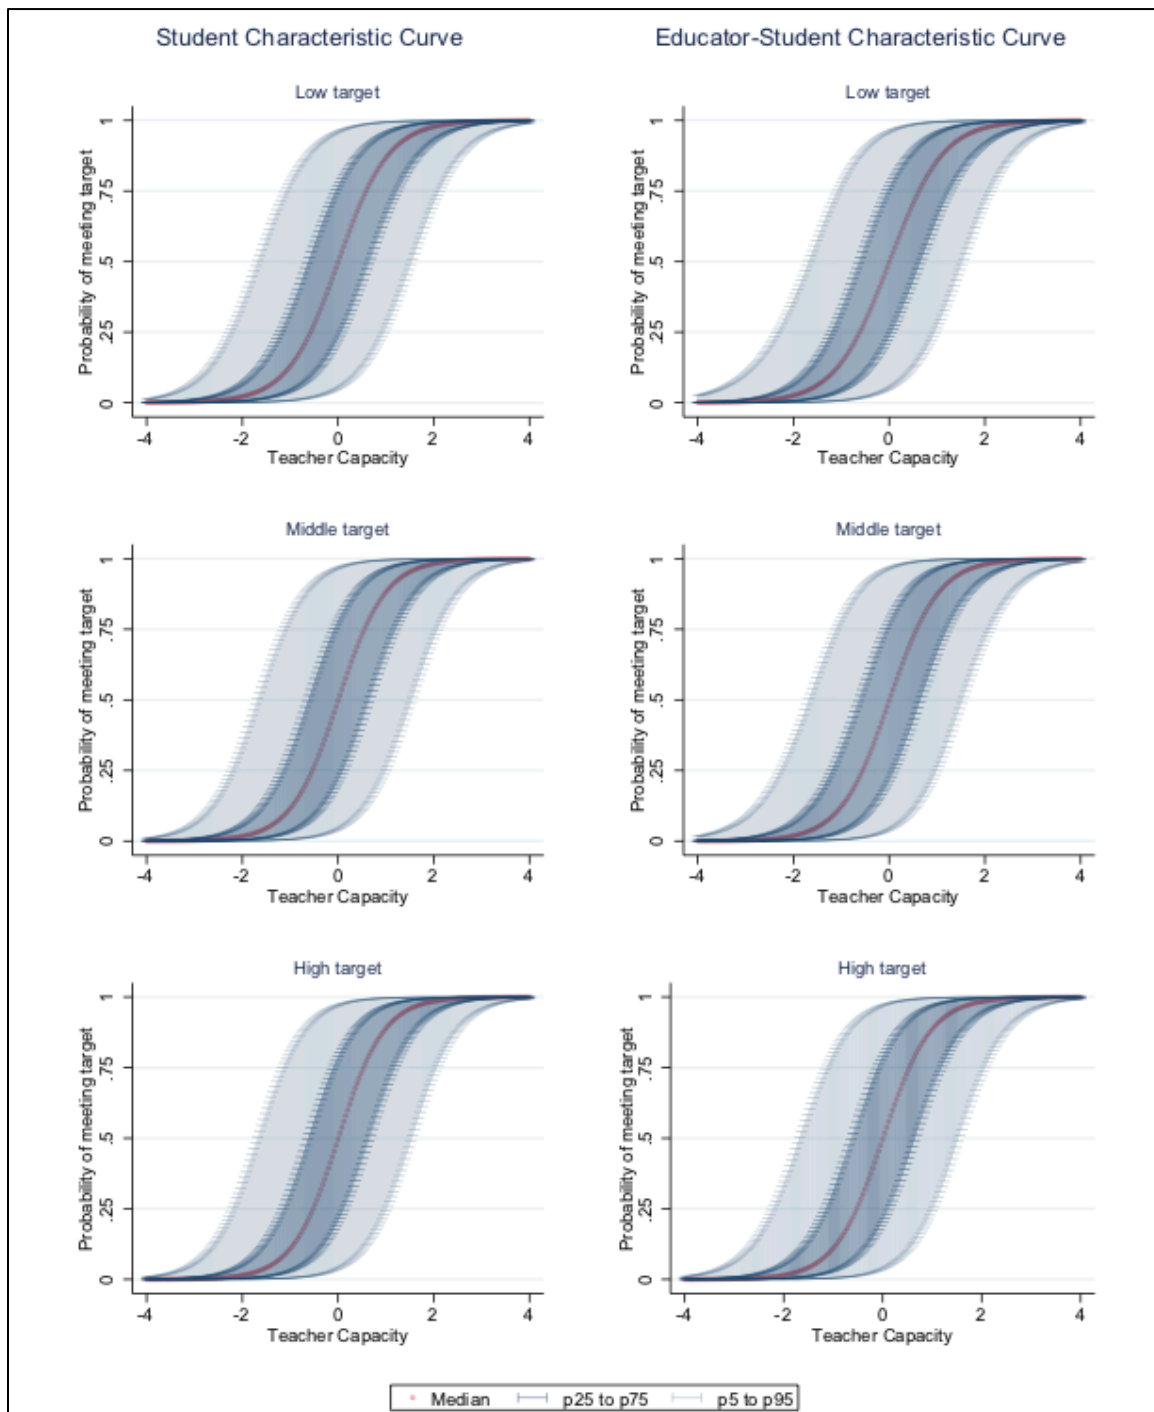 Student Characteristic Curve
Educator-Student Characteristic Curve
Low target
Probability of meeting target
0 .25 .5 .75 1
-4 -2 0 2 4
Teacher Capacity
Low target
Probability of meeting target
0 .25 .5 .75 1
-4 -2 0 2 4
Teacher Capacity
Middle target
Probability of meeting target
0 .25 .5 .75 1
-4 -2 0 2 4
Teacher Capacity
Middle target
Probability of meeting target
0 .25 .5 .75 1
-4 -2 0 2 4
Teacher Capacity
High target
Probability of meeting target
0 .25 .5 .75 1
-4 -2 0 2 4
Teacher Capacity
High target
Probability of meeting target
0 .25 .5 .75 1
-4 -2 0 2 4
Teacher Capacity
Median p25 to p75 p5 to p95